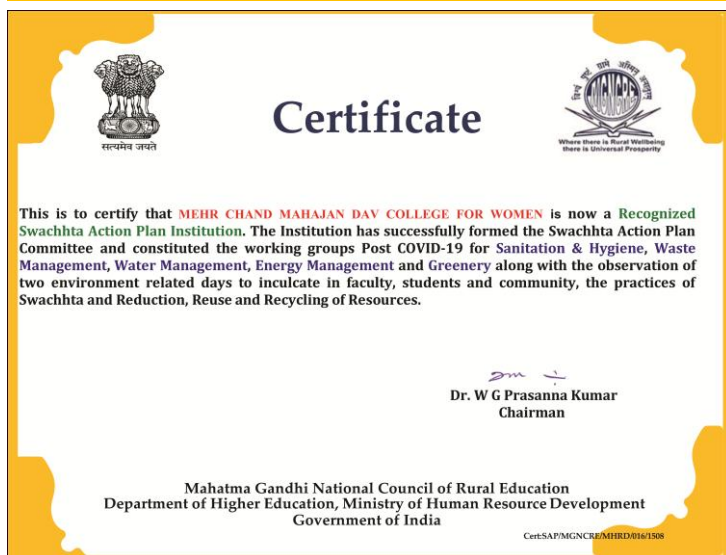 सत्यमेव जयते
Certificate
MGNCRE
Where there is Rural Wellbeing
there is Universal Prosperity
This is to certify that MEHR CHAND MAHAJAN DAV COLLEGE FOR WOMEN is now a Recognized
Swachhta Action Plan Institution. The Institution has successfully formed the Swachhta Action Plan
Committee and constituted the working groups Post COVID-19 for Sanitation & Hygiene, Waste
Management, Water Management, Energy Management and Greenery along with the observation of
two environment related days to inculcate in faculty, students and community, the practices of
Swachhta and Reduction, Reuse and Recycling of Resources.
Dr. W G Prasanna Kumar
Chairman
Mahatma Gandhi National Council of Rural Education
Department of Higher Education, Ministry of Human Resource Development
Government of India
Cert:SAP/MGNCRE/MHRD/016/1508